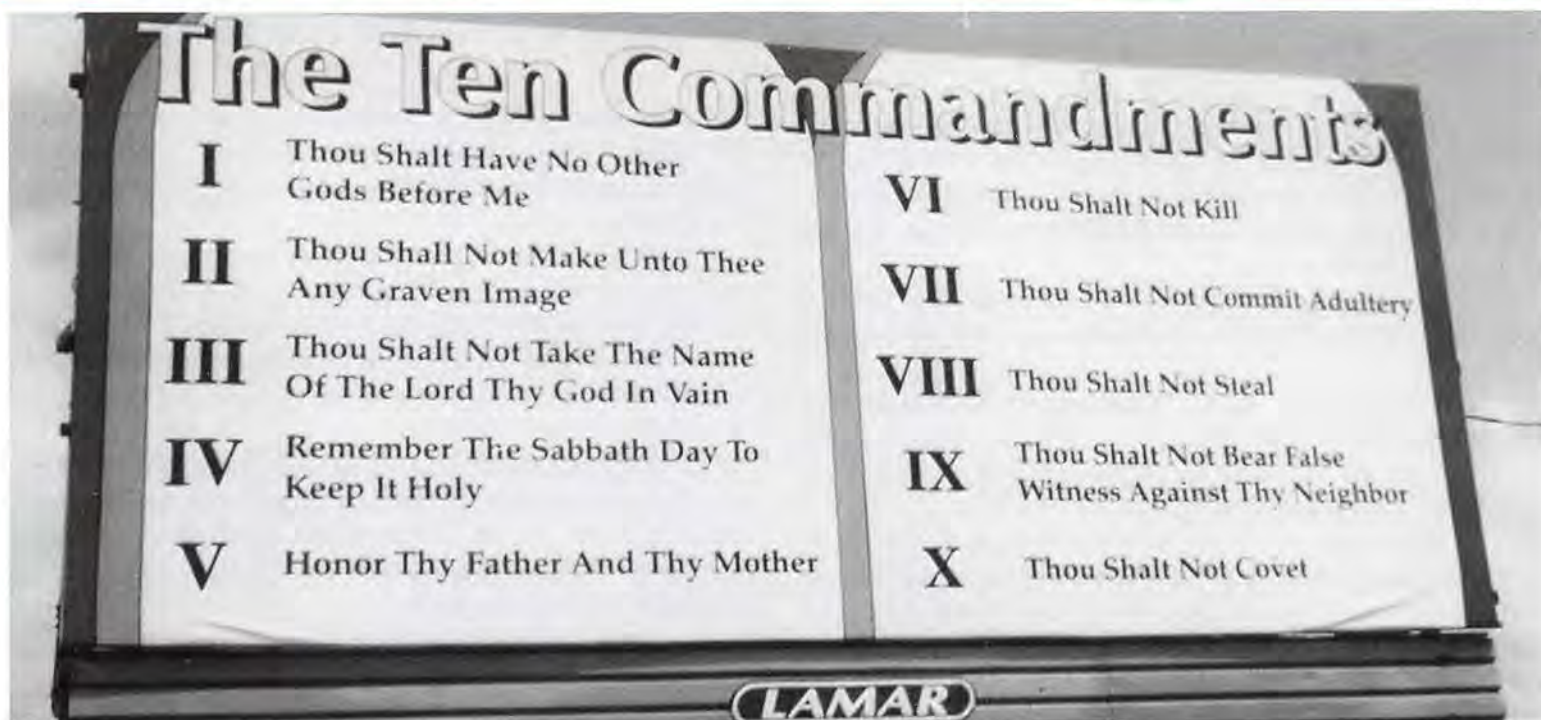 The Ten Commandments
I Thou Shalt Have No Other
Gods Before Me
II Thou Shall Not Make Unto Thee
Any Graven Image
III Thou Shalt Not Take The Name
Of The Lord Thy God In Vain
IV Remember The Sabbath Day To
Keep It Holy
V Honor Thy Father And Thy Mother
VI Thou Shalt Not Kill
VII Thou Shalt Not Commit Adultery
VIII Thou Shalt Not Steal
IX Thou Shalt Not Bear False
Witness Against Thy Neighbor
X Thou Shalt Not Covet
LAMAR